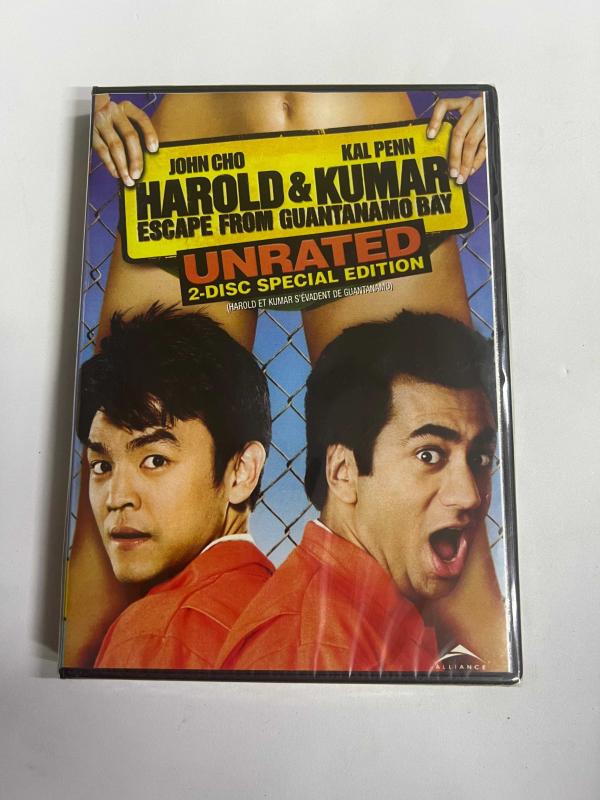 JOHN CHO KAL PENN
HAROLD & KUMAR
ESCAPE FROM GUANTANAMO BAY
UNRATED
2-DISC SPECIAL EDITION
(HAROLD ET KUMAR S'ÉVADENT DE GUANTANAMO)
ALLIANCE